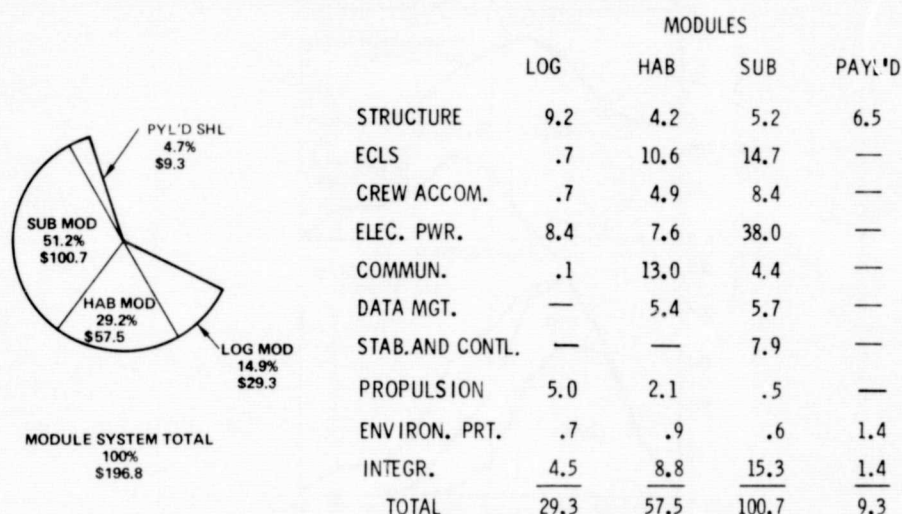 PYL'D SHL
4.7%
$9.3
SUB MOD
51.2%
$100.7
HAB MOD
29.2%
$57.5
LOG MOD
14.9%
$29.3
MODULE SYSTEM TOTAL
100%
$196.8
MODULES
LOG HAB SUB PAYL'D
STRUCTURE 9.2 4.2 5.2 6.5
ECLS .7 10.6 14.7 —
CREW ACCOM. .7 4.9 8.4 —
ELEC. PWR. 8.4 7.6 38.0 —
COMMUN. .1 13.0 4.4 —
DATA MGT. — 5.4 5.7 —
STAB. AND CONTL. — — 7.9 —
PROPULSION 5.0 2.1 .5 —
ENVIRON. PRT. .7 .9 .6 1.4
INTEGR. 4.5 8.8 15.3 1.4
TOTAL 29.3 57.5 100.7 9.3